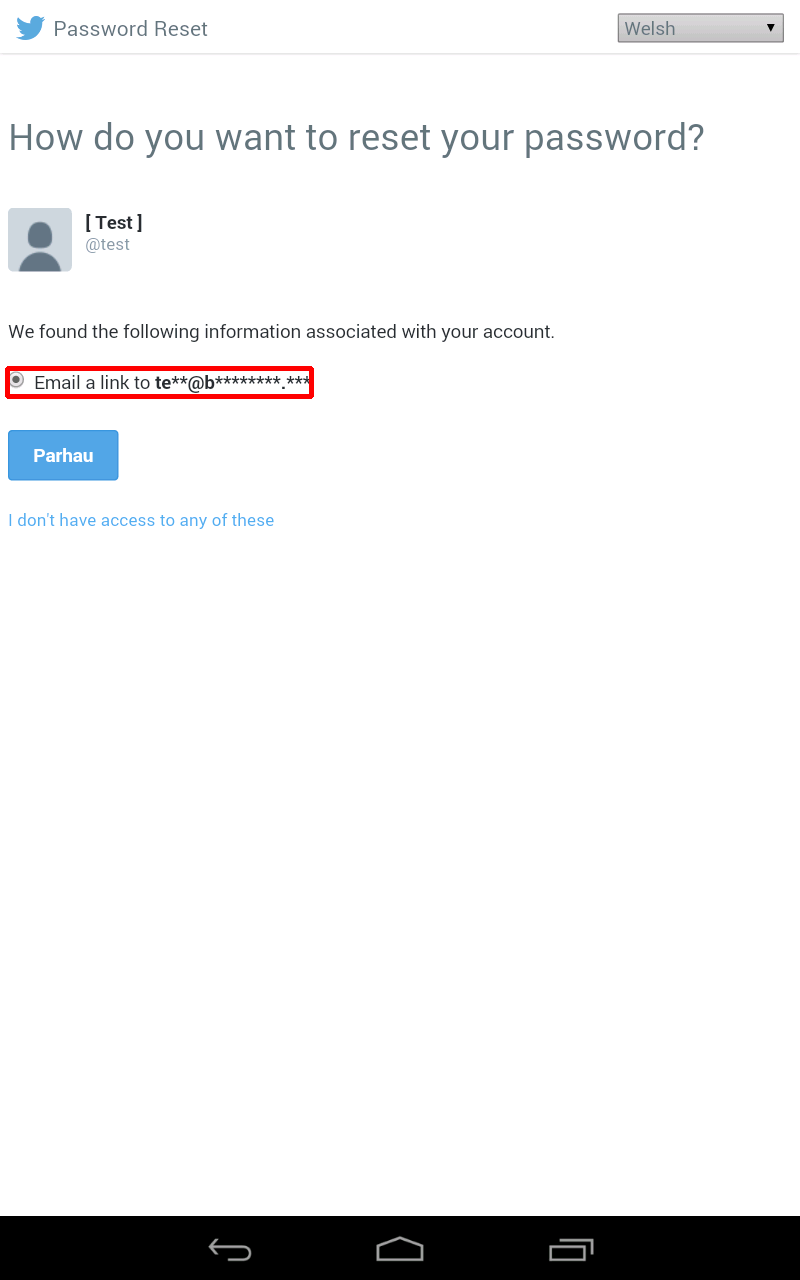 Password Reset
Welsh
How do you want to reset your password?
[ Test ]
@test
We found the following information associated with your account.
Email a link to te**@b********.***
Parhau
I don't have access to any of these